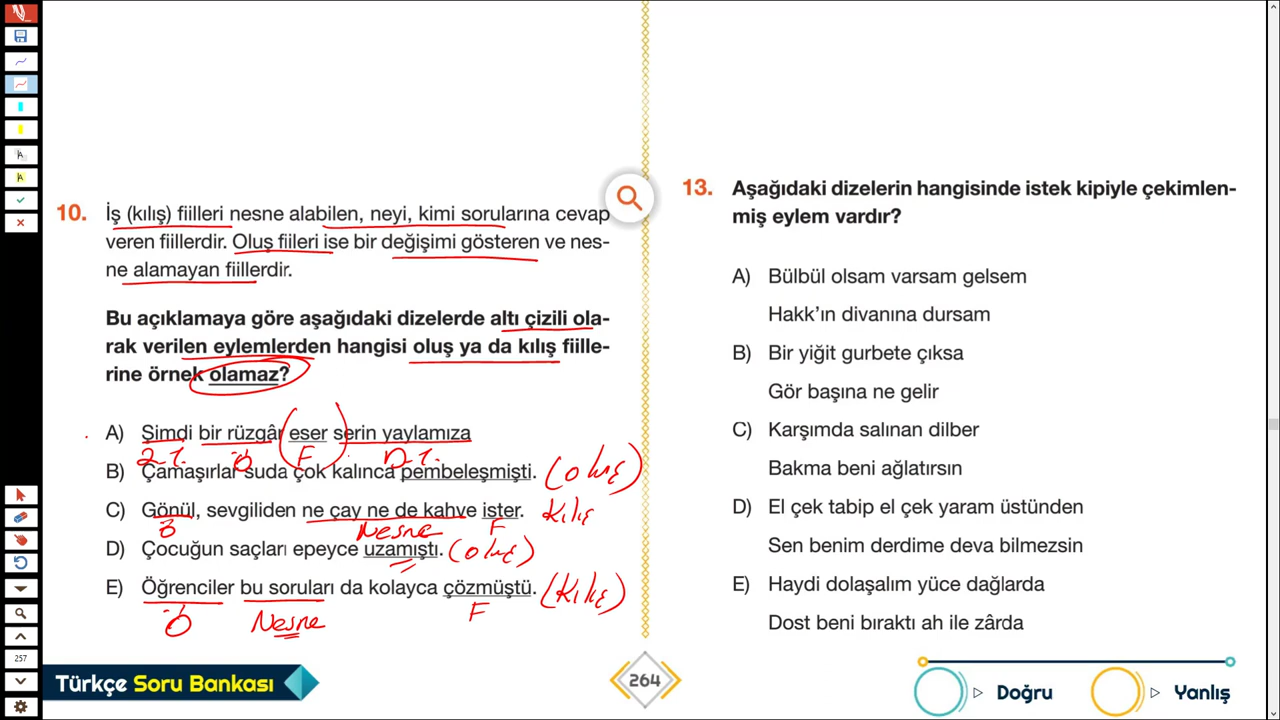 10. İş (kılış) fiilleri nesne alabilen, neyi, kimi sorularına cevap
veren fiillerdir. Oluş fiileri ise bir değişimi gösteren ve nes-
ne alamayan fiillerdir.
Bu açıklamaya göre aşağıdaki dizelerde altı çizili ola-
rak verilen eylemlerden hangisi oluş ya da kılış fiille-
rine örnek olamaz?
A) Şimdi bir rüzgâr eser serin yaylamıza
Z.T. Ö F D.T.
B) Çamaşırlar suda çok kalınca pembeleşmişti. (oluş)
C) Gönül, sevgiliden ne çay ne de kahve ister. Kılış
Ö Nesne F
D) Çocuğun saçları epeyce uzamıştı. (oluş)
E) Öğrenciler bu soruları da kolayca çözmüştü. (Kılış)
Ö Nesne F
13. Aşağıdaki dizelerin hangisinde istek kipiyle çekimlen-
miş eylem vardır?
A) Bülbül olsam varsam gelsem
Hakk’ın divanına dursam
B) Bir yiğit gurbete çıksa
Gör başına ne gelir
C) Karşımda salınan dilber
Bakma beni ağlatırsın
D) El çek tabip el çek yaram üstünden
Sen benim derdime deva bilmezsin
E) Haydi dolaşalım yüce dağlarda
Dost beni bıraktı ah ile zârda
257
Türkçe Soru Bankası
264
Doğru
Yanlış